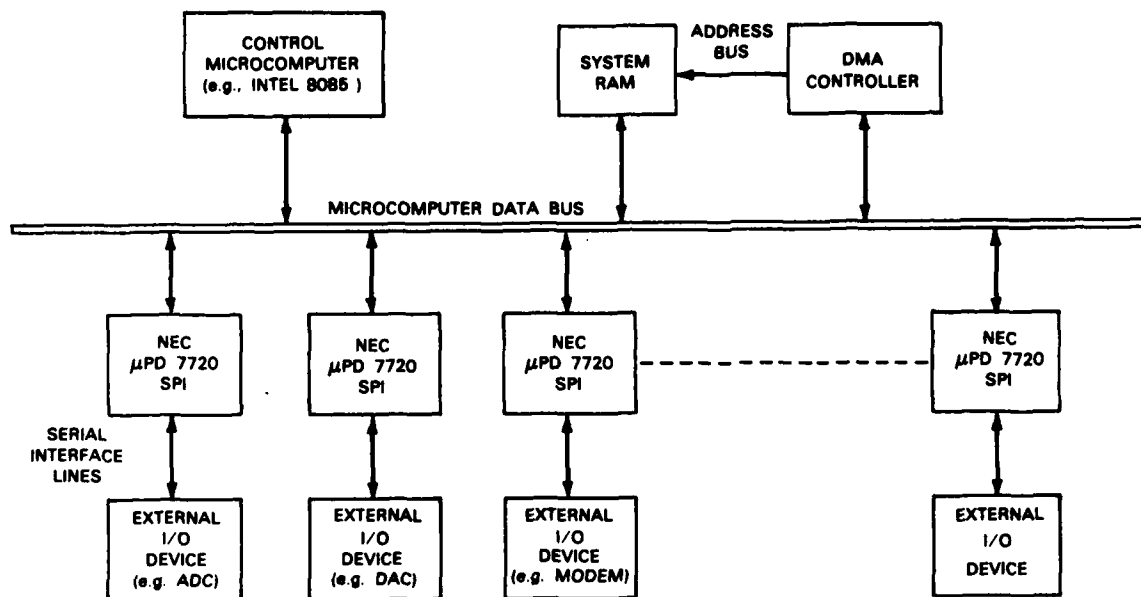 CONTROL
MICROCOMPUTER
(e.g., INTEL 8085 )
SYSTEM
RAM
ADDRESS
BUS
DMA
CONTROLLER
MICROCOMPUTER DATA BUS
NEC
μPD 7720
SPI
NEC
μPD 7720
SPI
NEC
μPD 7720
SPI
NEC
μPD 7720
SPI
SERIAL
INTERFACE
LINES
EXTERNAL
I/O
DEVICE
(e.g. ADC)
EXTERNAL
I/O
DEVICE
(e.g. DAC)
EXTERNAL
I/O
DEVICE
(e.g. MODEM)
EXTERNAL
I/O
DEVICE